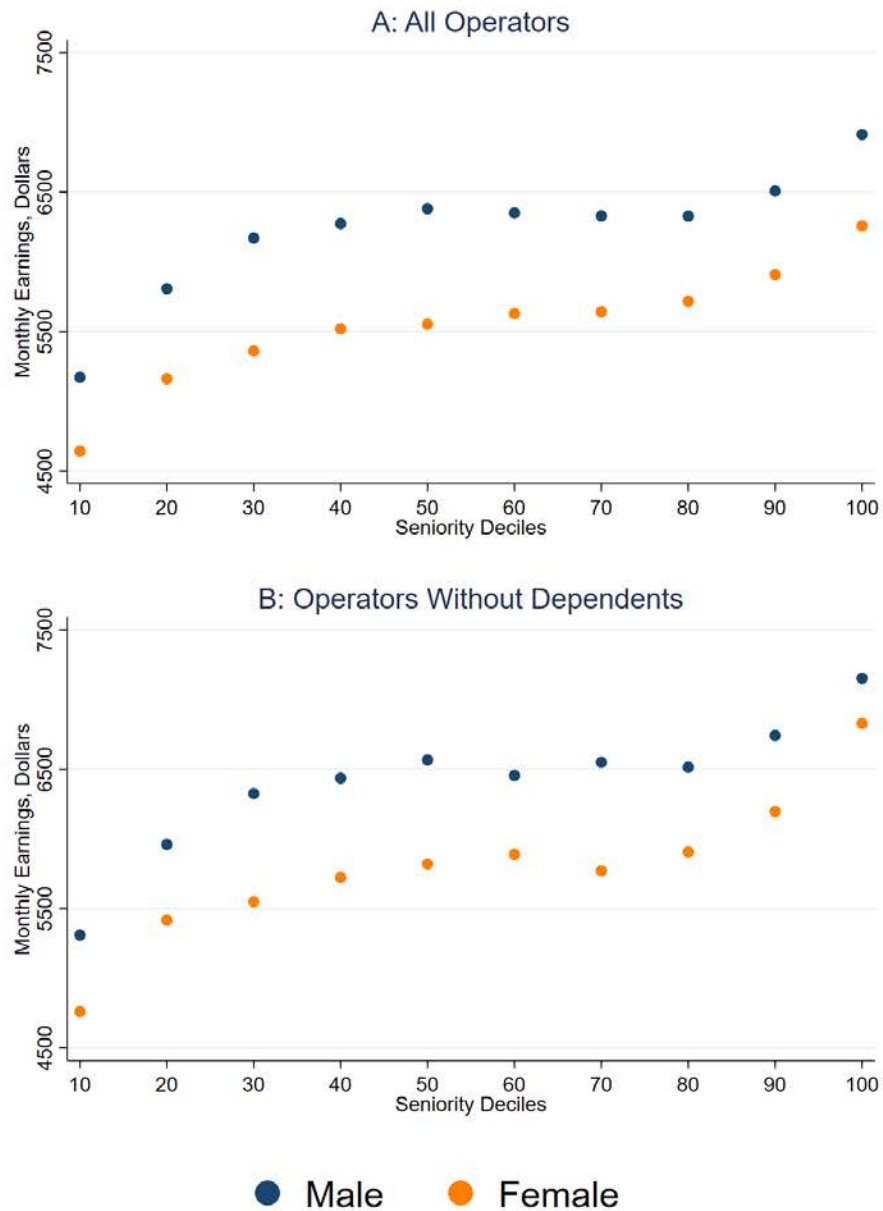 A: All Operators
Monthly Earnings, Dollars
7500
6500
5500
4500
10 20 30 40 50 60 70 80 90 100
Seniority Deciles
B: Operators Without Dependents
Monthly Earnings, Dollars
7500
6500
5500
4500
10 20 30 40 50 60 70 80 90 100
Seniority Deciles
Male Female